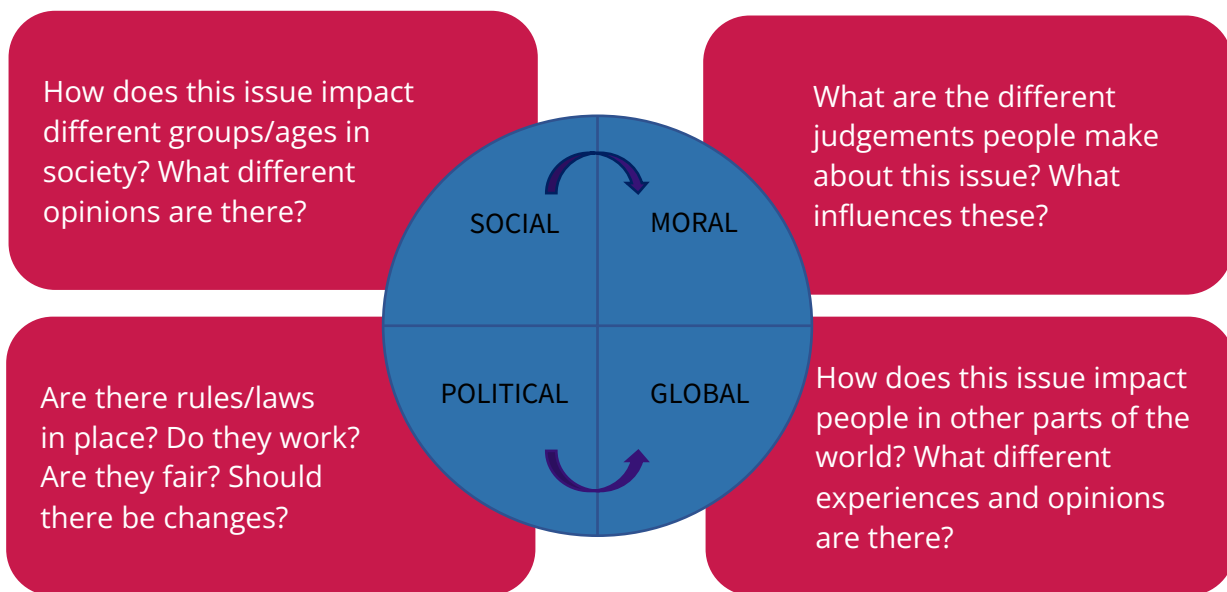 How does this issue impact
different groups/ages in
society? What different
opinions are there?
What are the different
judgements people make
about this issue? What
influences these?
SOCIAL
MORAL
POLITICAL
GLOBAL
Are there rules/laws
in place? Do they work?
Are they fair? Should
there be changes?
How does this issue impact
people in other parts of the
world? What different
experiences and opinions
are there?